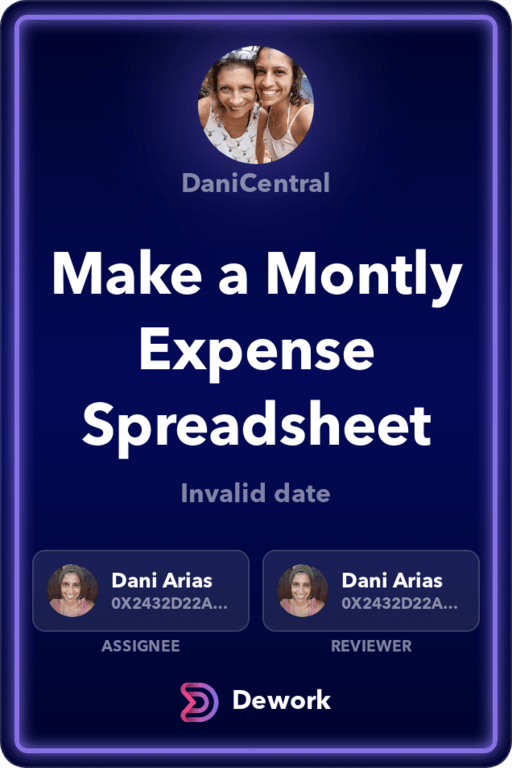 DaniCentral
Make a Montly
Expense
Spreadsheet
Invalid date
Dani Arias
0X2432D22A...
ASSIGNEE
Dani Arias
0X2432D22A...
REVIEWER
Dework